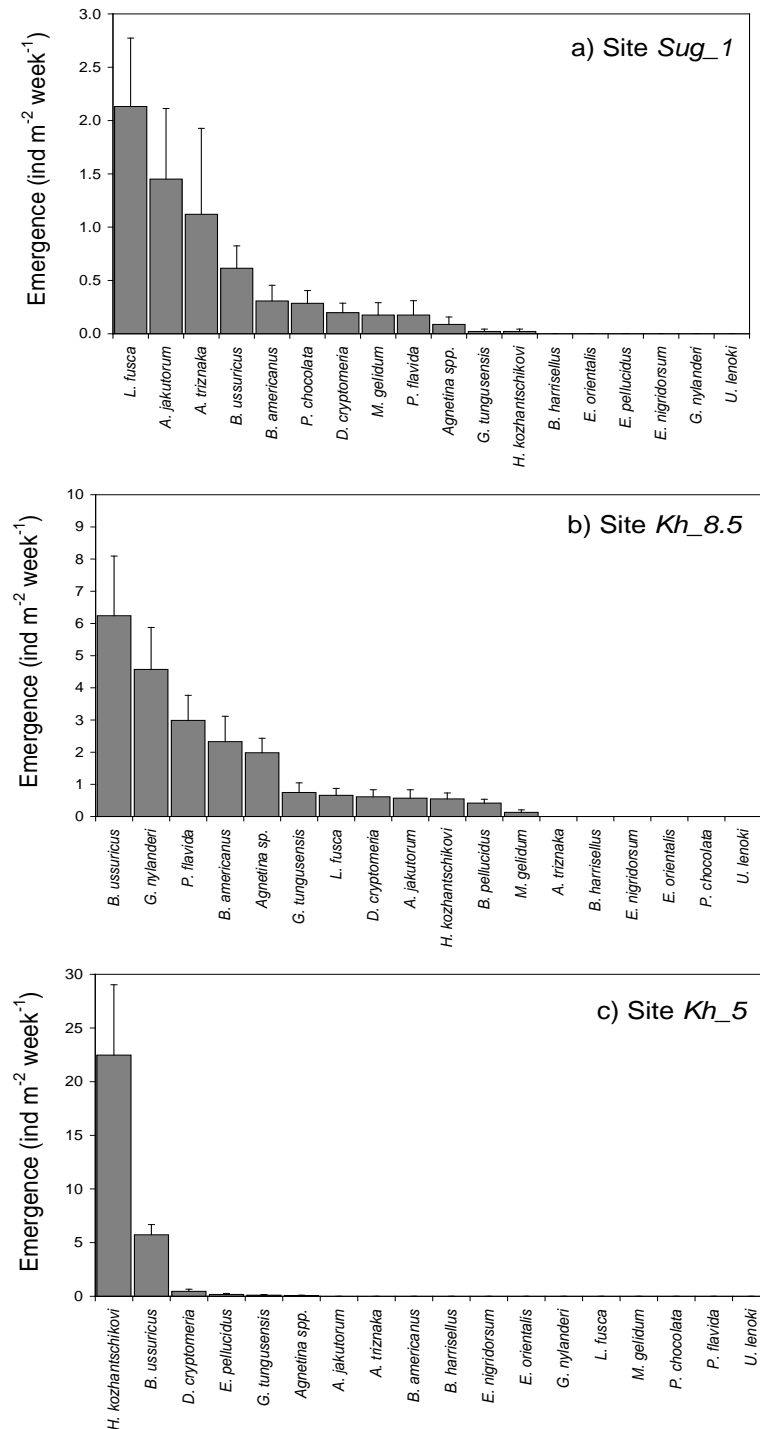 a) Site Sug_1
Emergence (ind m-2 week-1)
3.0
2.5
2.0
1.5
1.0
0.5
0.0
L. fusca
A. jakutorum
A. triznaka
B. ussuricus
B. americanus
P. chocolata
D. cryptomeria
M. gelidum
P. flavida
Agnetina spp.
G. tungusensis
H. kozhantschikovi
B. harrisellus
E. orientalis
E. pellucidus
E. nigridorsum
G. nylanderi
U. lenoki
b) Site Kh_8.5
Emergence (ind m-2 week-1)
10
9
8
7
6
5
4
3
2
1
0
B. ussuricus
G. nylanderi
P. flavida
B. americanus
Agnetina sp.
G. tungusensis
L. fusca
D. cryptomeria
A. jakutorum
H. kozhantschikovi
B. pellucidus
M. gelidum
A. triznaka
B. harrisellus
E. nigridorsum
E. orientalis
P. chocolata
U. lenoki
c) Site Kh_5
Emergence (ind m-2 week-1)
30
25
20
15
10
5
0
H. kozhantschikovi
B. ussuricus
D. cryptomeria
E. pellucidus
G. tungusensis
Agnetina spp.
A. jakutorum
A. triznaka
B. americanus
B. harrisellus
E. nigridorsum
E. orientalis
G. nylanderi
L. fusca
M. gelidum
P. chocolata
P. flavida
U. lenoki